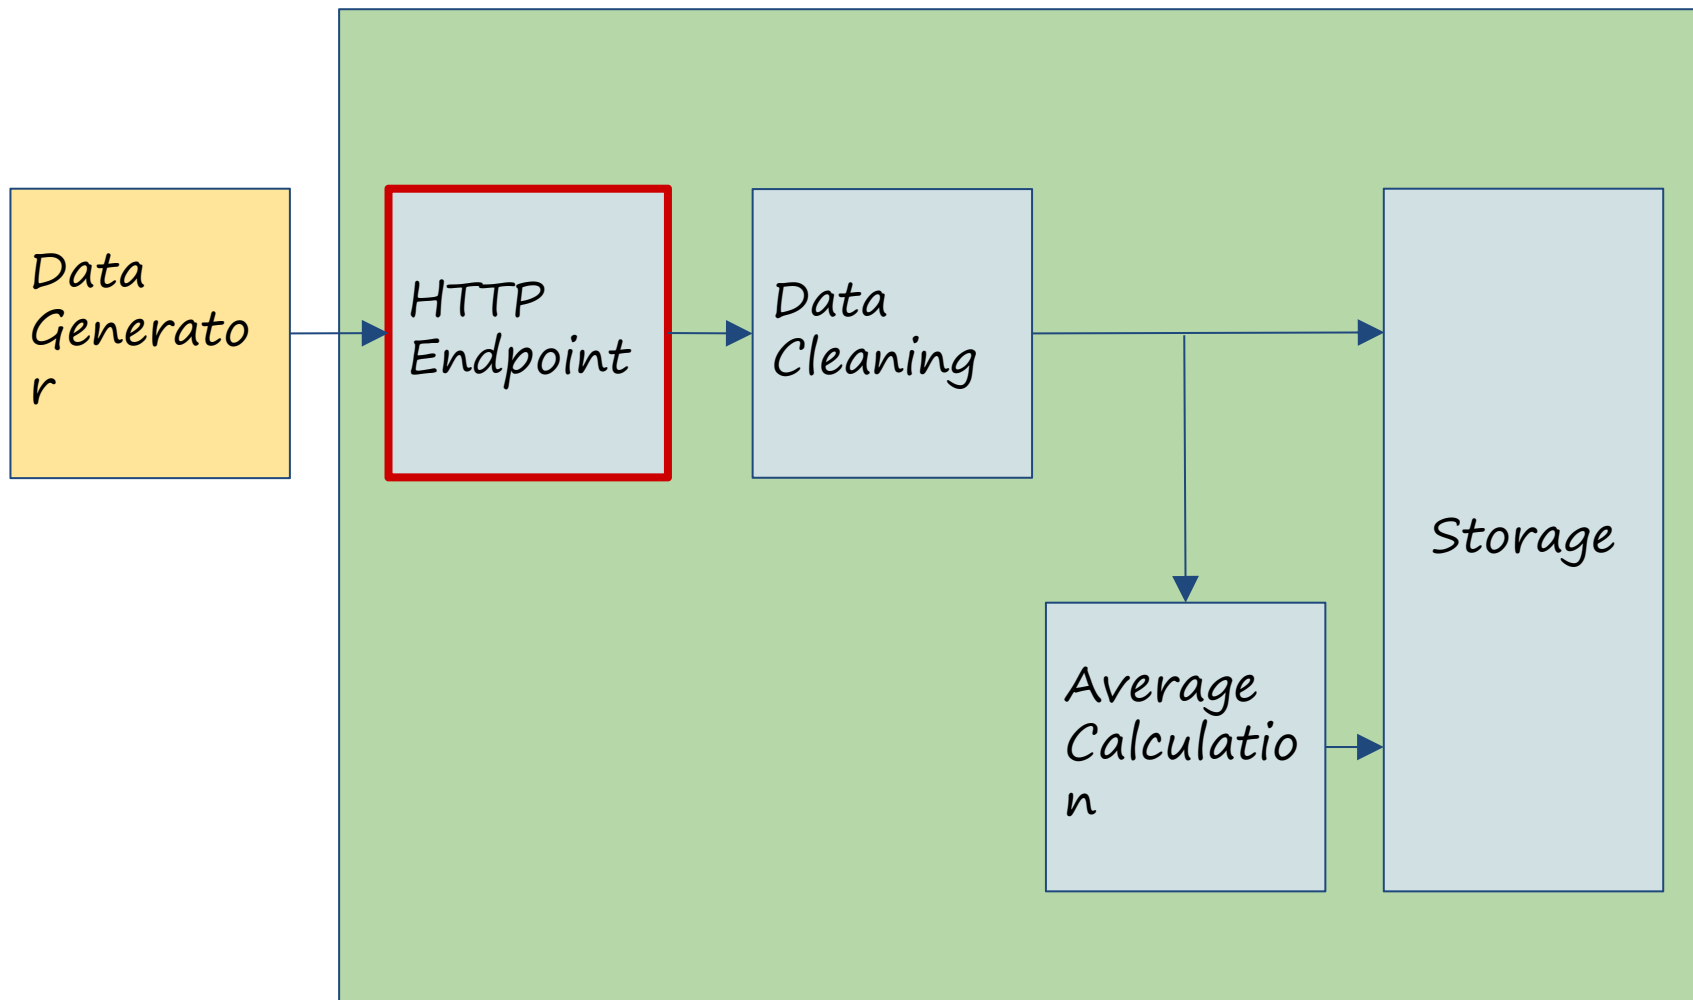 Data
Generato
r
HTTP
Endpoint
Data
Cleaning
Storage
Average
Calculatio
n